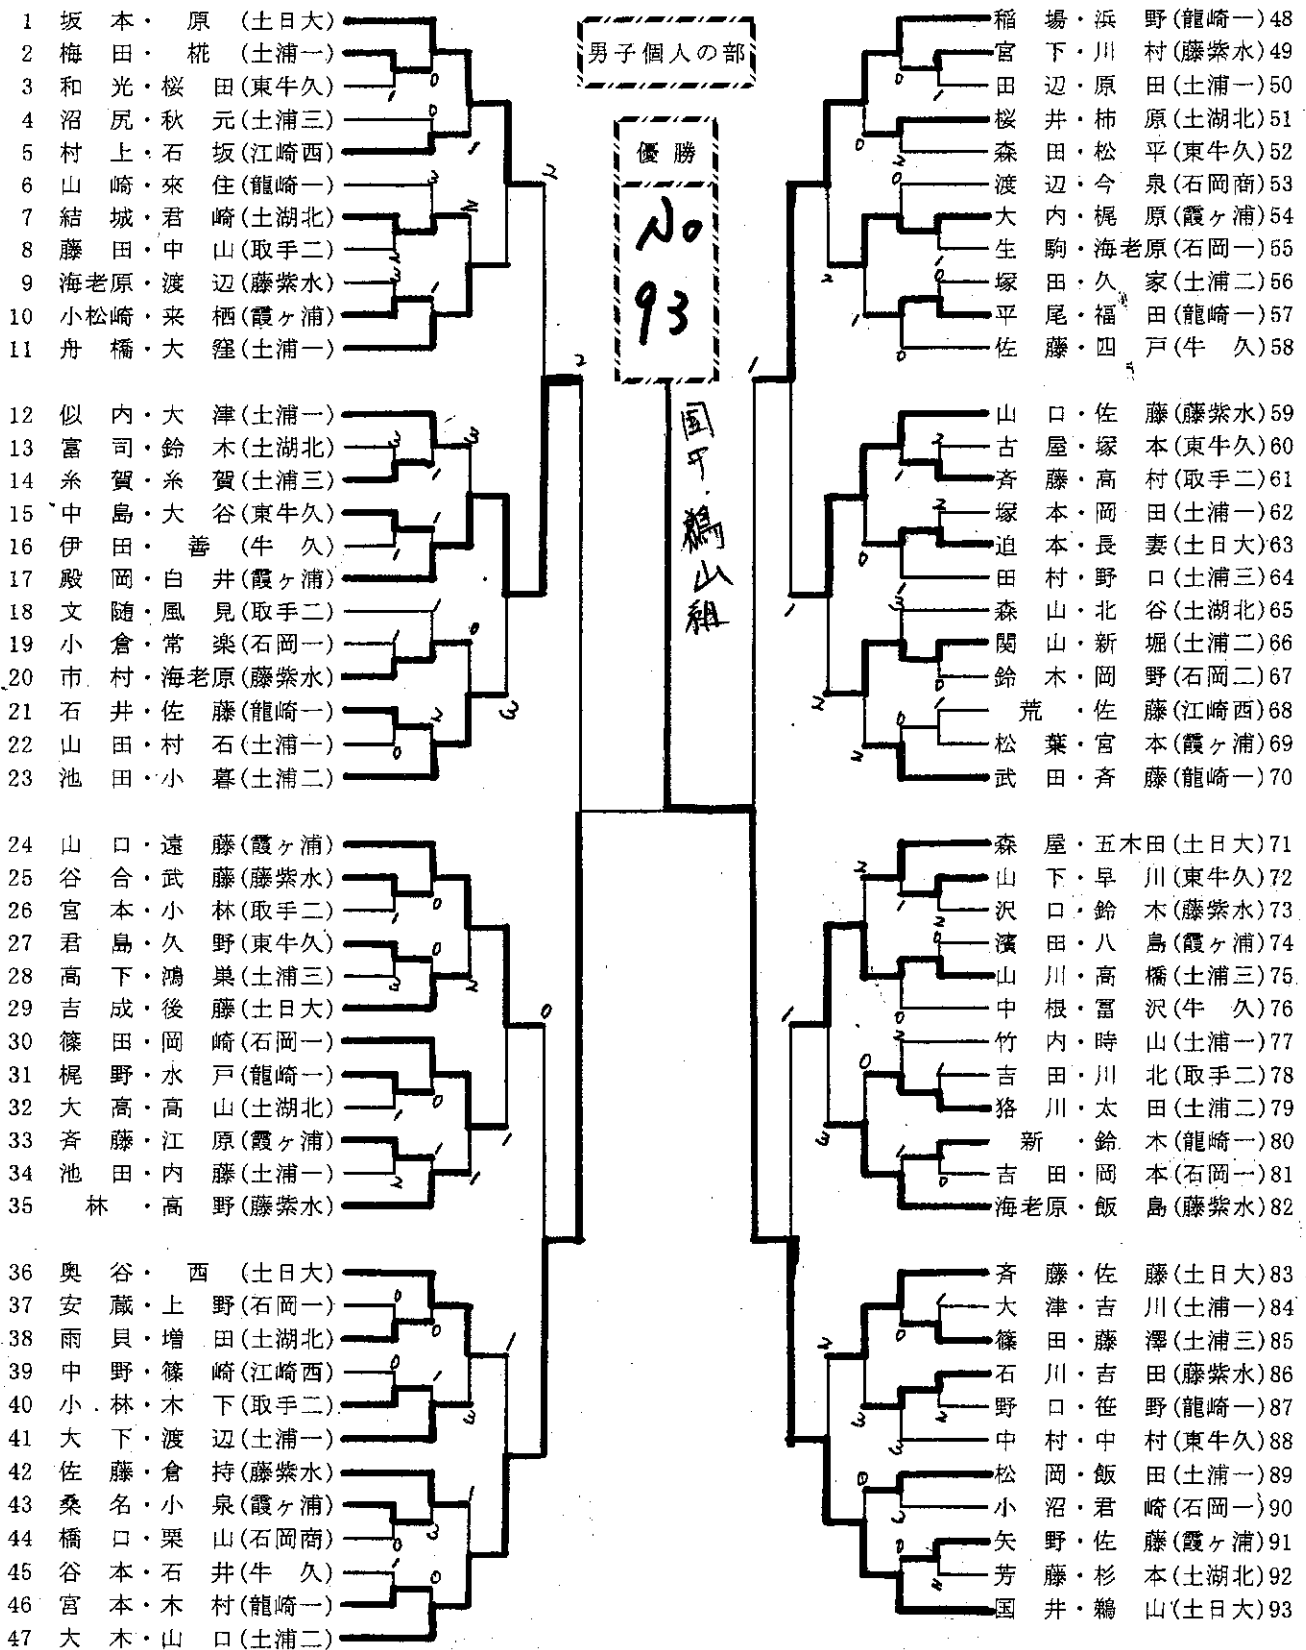 男子個人の部
優勝
No
93
国井・鵜山組
1 坂本・原 (土日大)
2 梅田・椛 (土浦一)
3 和光・桜田 (東牛久)
4 沼尻・秋元 (土浦三)
5 村上・石坂 (江崎西)
6 山崎・來住 (龍崎一)
7 結城・君崎 (土湖北)
8 藤田・中山 (取手二)
9 海老原・渡辺 (藤紫水)
10 小松崎・来栖 (霞ヶ浦)
11 舟橋・大窪 (土浦一)
12 似内・大津 (土浦一)
13 富司・鈴木 (土湖北)
14 糸賀・糸賀 (土浦三)
15 中島・大谷 (東牛久)
16 伊田・善 (牛久)
17 殿岡・白井 (霞ヶ浦)
18 文随・風見 (取手二)
19 小倉・常楽 (石岡一)
20 市村・海老原 (藤紫水)
21 石井・佐藤 (龍崎一)
22 山田・村石 (土浦一)
23 池田・小暮 (土浦二)
24 山口・遠藤 (霞ヶ浦)
25 谷合・武藤 (藤紫水)
26 宮本・小林 (取手二)
27 君島・久野 (東牛久)
28 高下・鴻巣 (土浦三)
29 吉成・後藤 (土日大)
30 篠田・岡崎 (石岡一)
31 梶野・水戸 (龍崎一)
32 大高・高山 (土湖北)
33 斉藤・江原 (霞ヶ浦)
34 池田・内藤 (土浦一)
35 林・高野 (藤紫水)
36 奥谷・西 (土日大)
37 安蔵・上野 (石岡一)
38 雨貝・増田 (土湖北)
39 中野・篠崎 (江崎西)
40 小林・木下 (取手二)
41 大下・渡辺 (土浦一)
42 佐藤・倉持 (藤紫水)
43 桑名・小泉 (霞ヶ浦)
44 橋口・栗山 (石岡商)
45 谷本・石井 (牛久)
46 宮本・木村 (龍崎一)
47 大木・山口 (土浦二)
稲場・浜野 (龍崎一) 48
宮下・川村 (藤紫水) 49
田辺・原田 (土浦一) 50
桜井・柿原 (土湖北) 51
森田・松平 (東牛久) 52
渡辺・今泉 (石岡商) 53
大内・梶原 (霞ヶ浦) 54
生駒・海老原 (石岡一) 55
塚田・久家 (土浦二) 56
平尾・福田 (龍崎一) 57
佐藤・四戸 (牛久) 58
山口・佐藤 (藤紫水) 59
古屋・塚本 (東牛久) 60
斉藤・高村 (取手二) 61
塚本・岡田 (土浦一) 62
迫本・長妻 (土日大) 63
田村・野口 (土浦三) 64
森山・北谷 (土湖北) 65
関山・新堀 (土浦二) 66
鈴木・岡野 (石岡二) 67
荒・佐藤 (江崎西) 68
松葉・宮本 (霞ヶ浦) 69
武田・斉藤 (龍崎一) 70
森屋・五木田 (土日大) 71
山下・早川 (東牛久) 72
沢口・鈴木 (藤紫水) 73
濱田・八島 (霞ヶ浦) 74
山川・高橋 (土浦三) 75
中根・冨沢 (牛久) 76
竹内・時山 (土浦一) 77
吉田・川北 (取手二) 78
狢川・太田 (土浦二) 79
新・鈴木 (龍崎一) 80
吉田・岡本 (石岡一) 81
海老原・飯島 (藤紫水) 82
斉藤・佐藤 (土日大) 83
大津・吉川 (土浦一) 84
篠田・藤澤 (土浦三) 85
石川・吉田 (藤紫水) 86
野口・笹野 (龍崎一) 87
中村・中村 (東牛久) 88
松岡・飯田 (土浦一) 89
小沼・君崎 (石岡一) 90
矢野・佐藤 (霞ヶ浦) 91
芳藤・杉本 (土湖北) 92
国井・鵜山 (土日大) 93